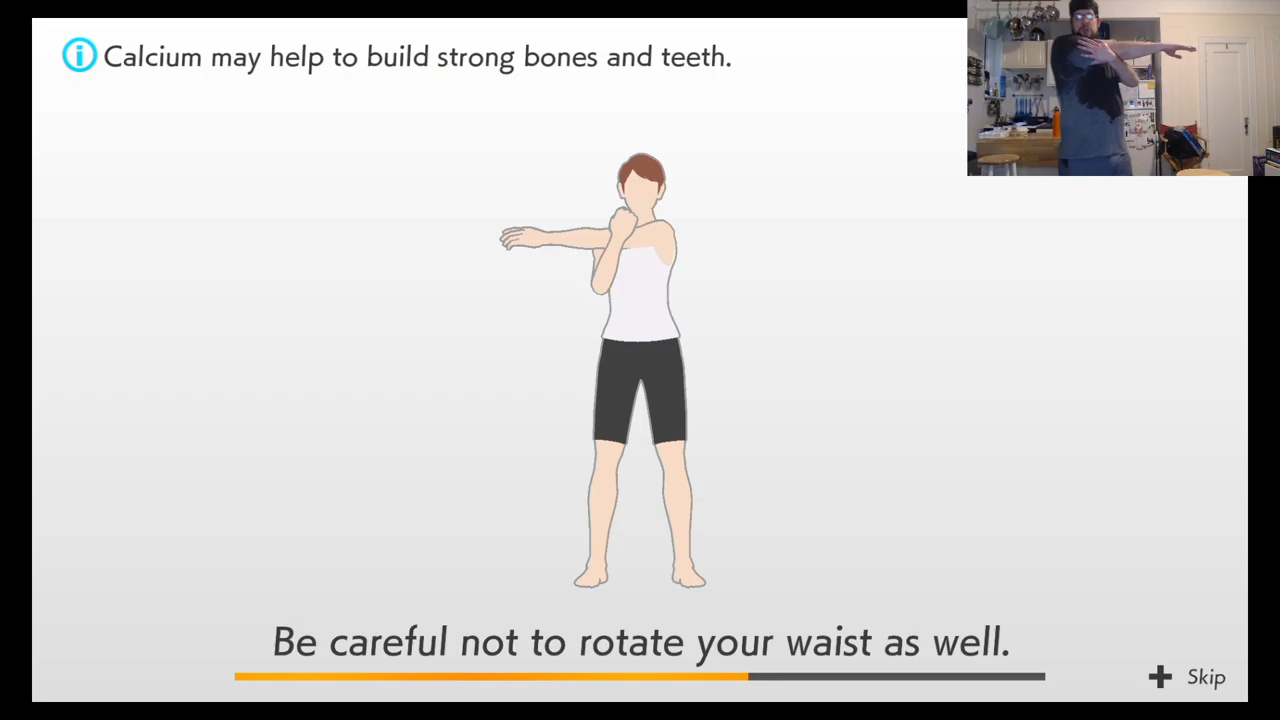 Calcium may help to build strong bones and teeth.
Be careful not to rotate your waist as well.
Skip